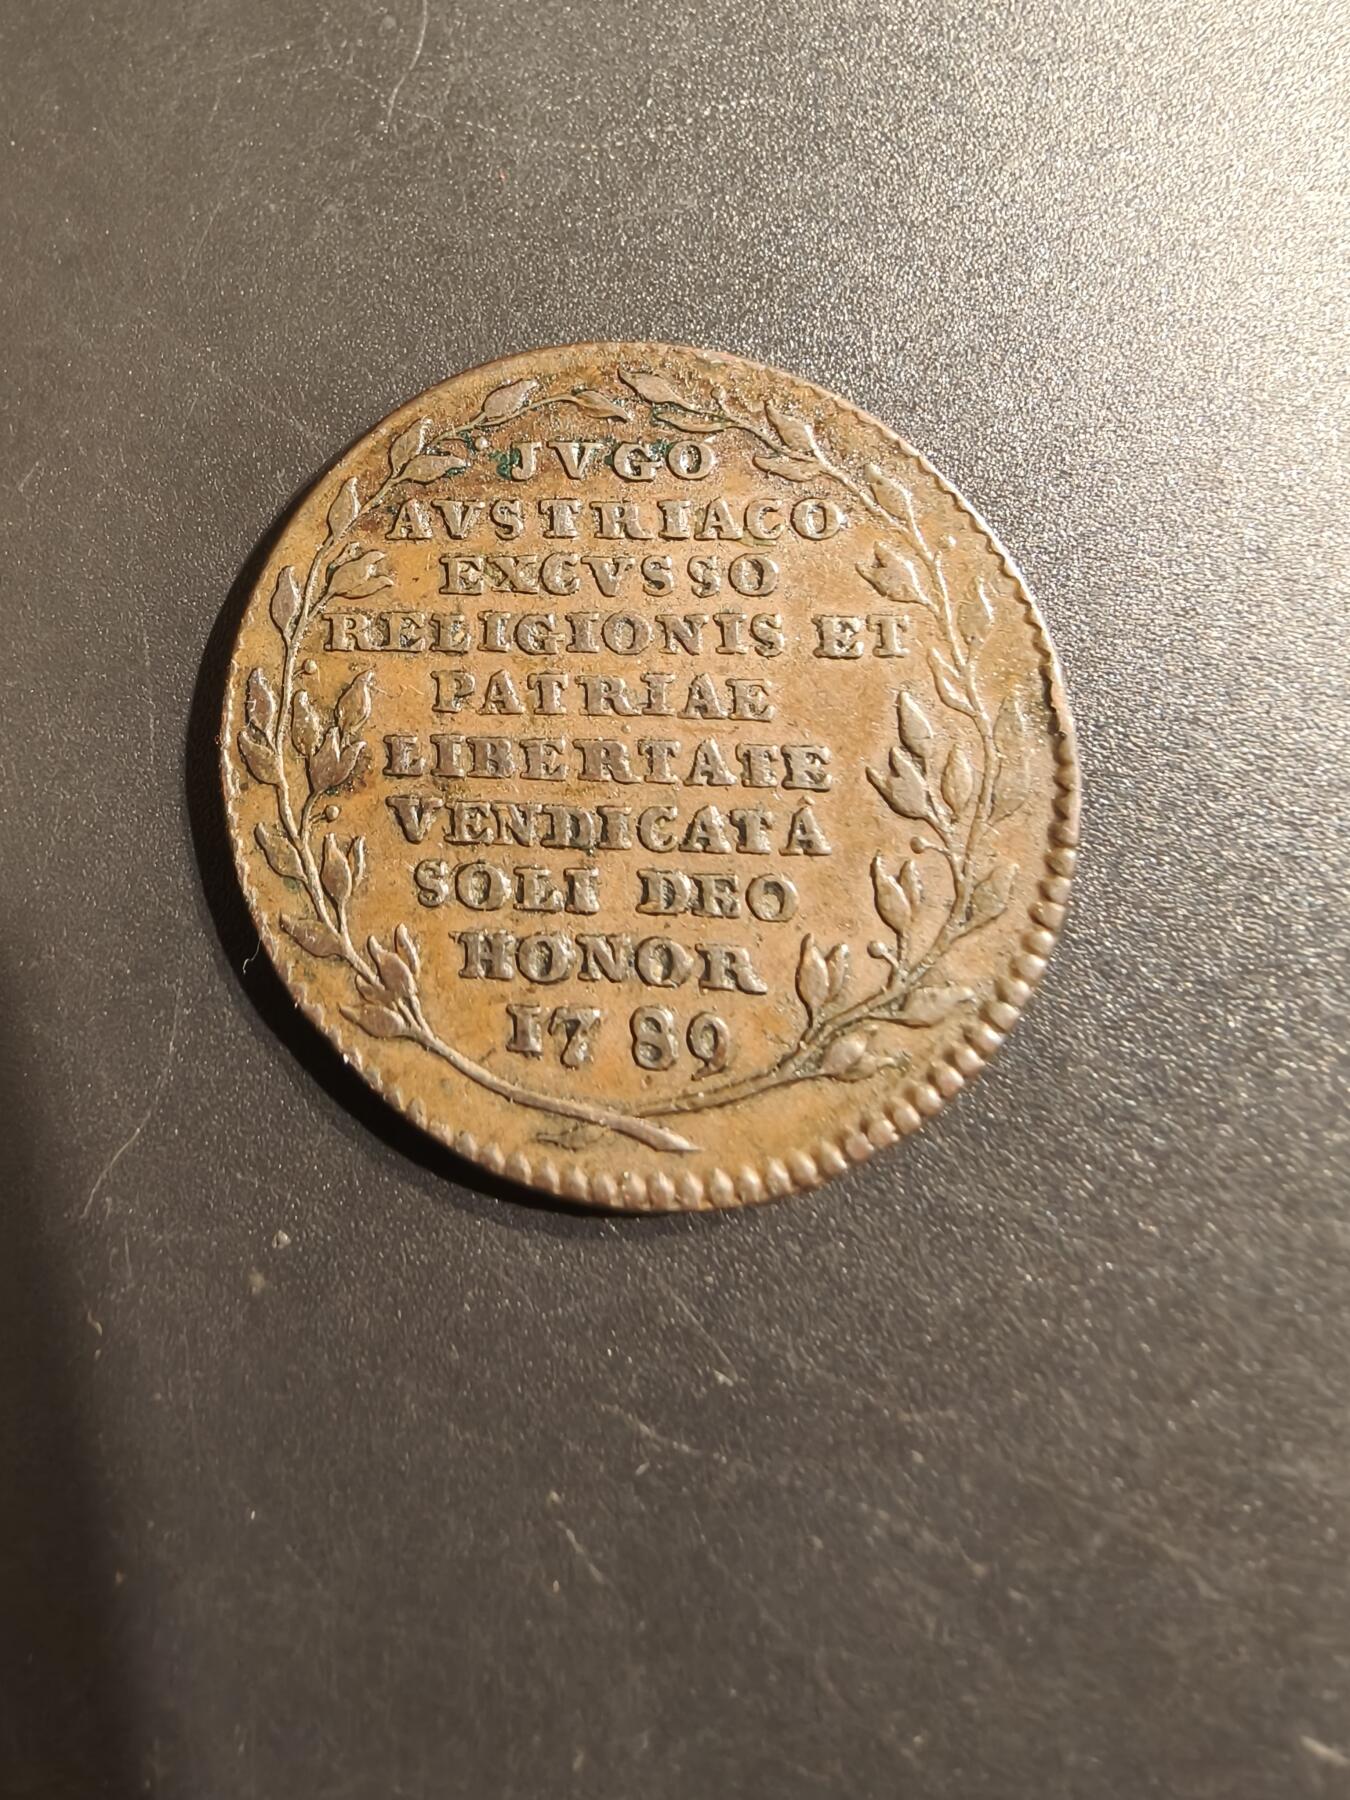 JVGO
AVSTRIACO
EXCVSSO
RELIGIONIS ET
PATRIAE
LIBERTATE
VENDICATÂ
SOLI DEO
HONOR
1789